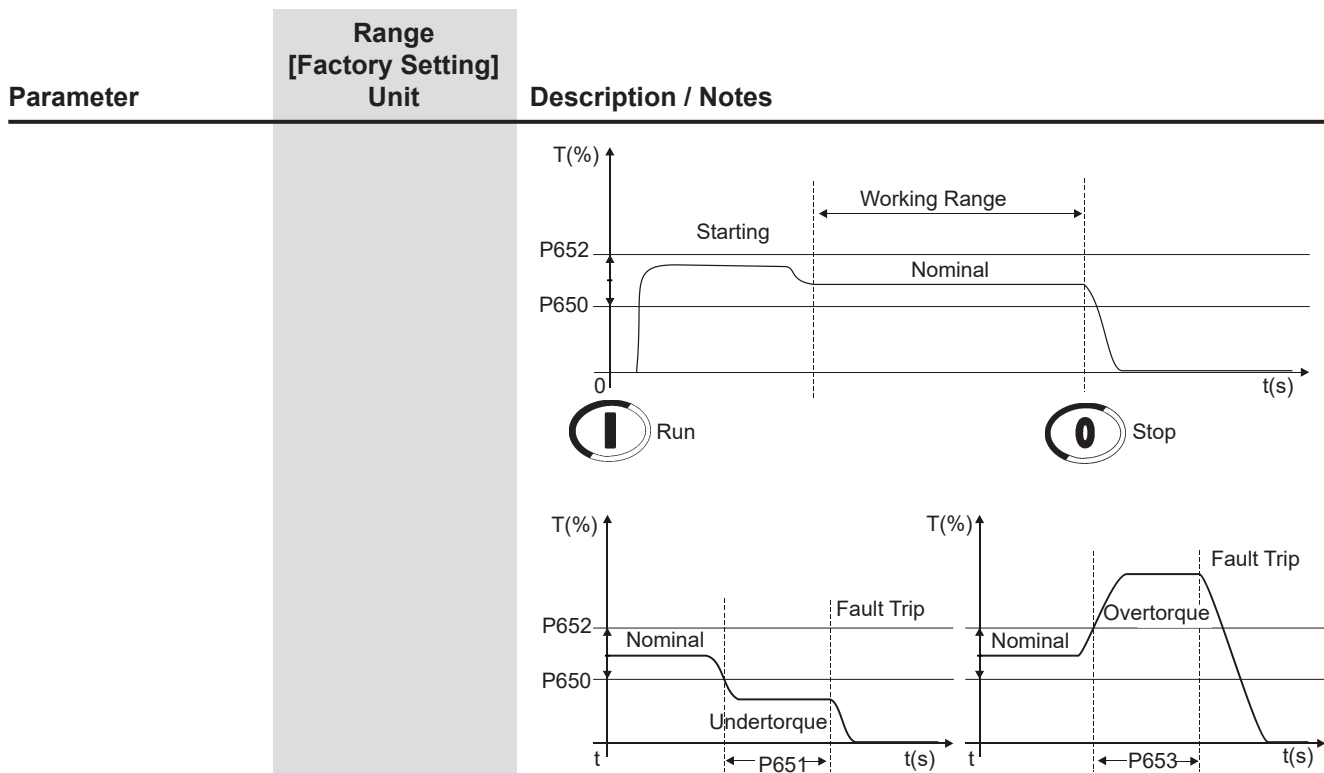 Range
[Factory Setting]
Parameter Unit Description / Notes
T(%)
Working Range
Starting
P652
Nominal
P650
0 t(s)
I Run 0 Stop
T(%) T(%)
Fault Trip
Fault Trip
Overtorque
P652
Nominal Nominal
P650
Undertorque
t P651 t(s) t P653 t(s)